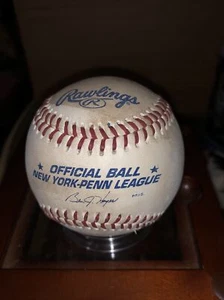 Rawlings
R
★ OFFICIAL BALL ★
NEW YORK-PENN LEAGUE